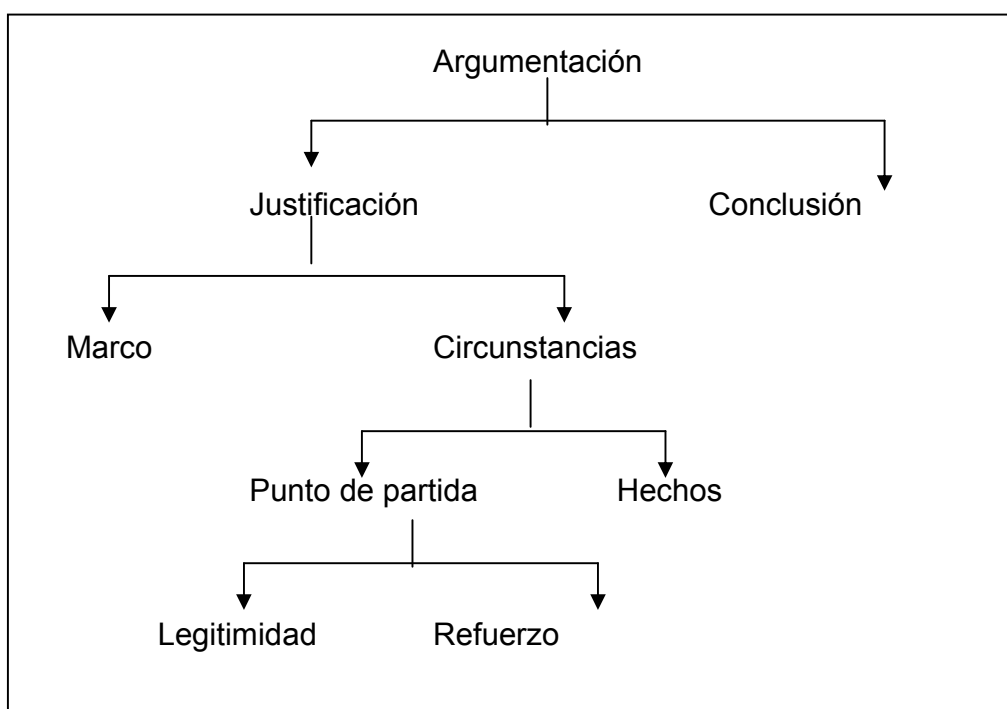 Argumentación
Justificación Conclusión
Marco Circunstancias
Punto de partida Hechos
Legitimidad Refuerzo